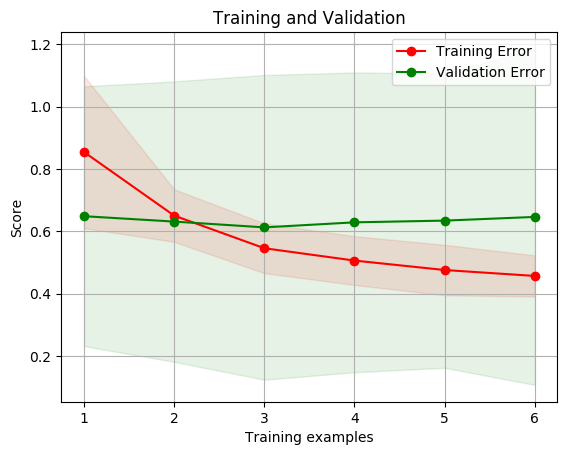 Training and Validation
Training Error
Validation Error
1.2
1.0
0.8
0.6
0.4
0.2
Score
1 2 3 4 5 6
Training examples